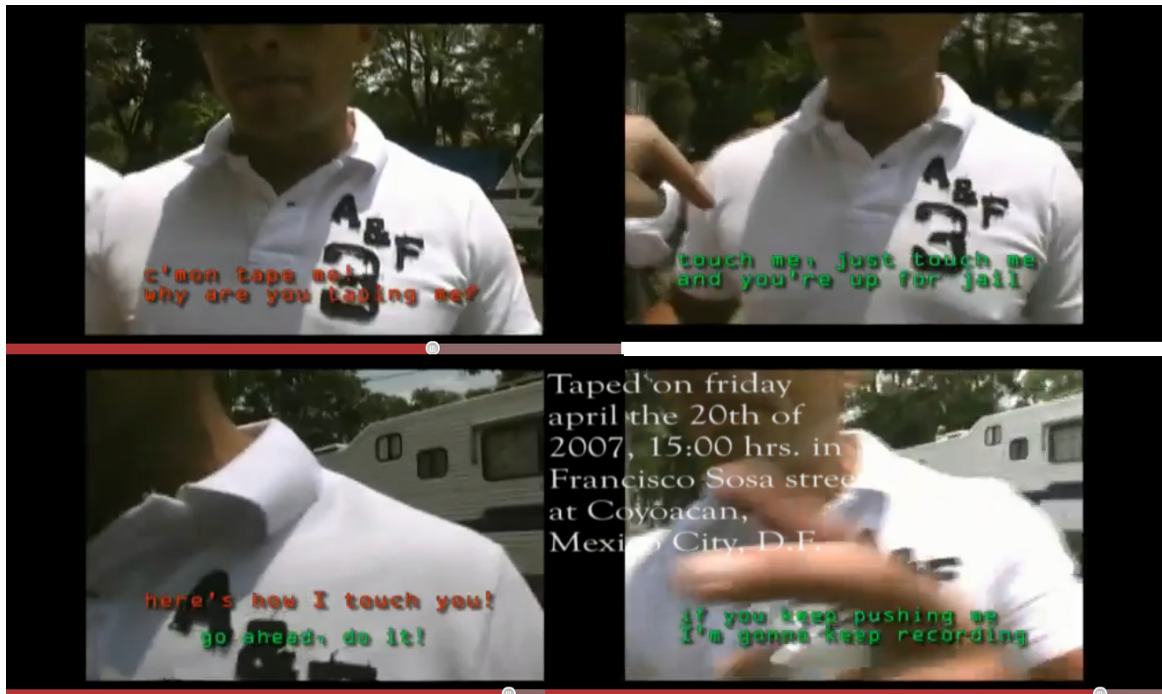 A&F
3
c'mon tape me!
why are you taping me?
A&F
3
touch me, just touch me
and you're up for jail
Taped on friday
april the 20th of
2007, 15:00 hrs. in
Francisco Sosa stree
at Coyoacan,
Mexico City, D.F.
A&
here's how I touch you!
go ahead, do it!
F
if you keep pushing me
I'm gonna keep recording